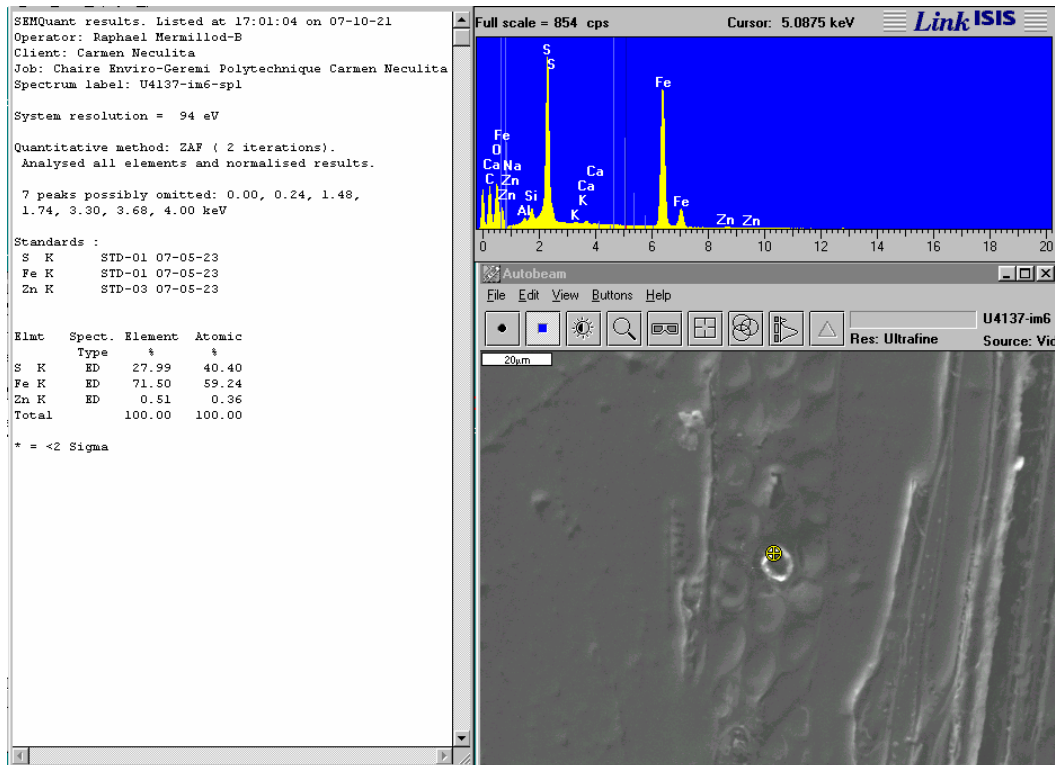 SEMQuant results. Listed at 17:01:04 on 07-10-21
Operator: Raphael Mermillod-B
Client: Carmen Neculita
Job: Chaire Enviro-Geremi Polytechnique Carmen Neculita
Spectrum label: U4137-im6-sp1
System resolution = 94 eV
Quantitative method: ZAF ( 2 iterations).
Analysed all elements and normalised results.
7 peaks possibly omitted: 0.00, 0.24, 1.48,
1.74, 3.30, 3.68, 4.00 keV
Standards :
S K STD-01 07-05-23
Fe K STD-01 07-05-23
Zn K STD-03 07-05-23
Elmt Spect. Element Atomic
Type % %
S K ED 27.99 40.40
Fe K ED 71.50 59.24
Zn K ED 0.51 0.36
Total 100.00 100.00
* = <2 Sigma
Full scale = 854 cps Cursor: 5.0875 keV Link ISIS
S
S
Fe
Fe
O
Ca Na
C Zn
Zn Si
Al
Ca
Ca
K
K
Fe
Zn Zn
0 2 4 6 8 10 12 14 16 18 20
Autobeam
File Edit View Buttons Help
U4137-im6
Res: Ultrafine Source: Vid
20µm